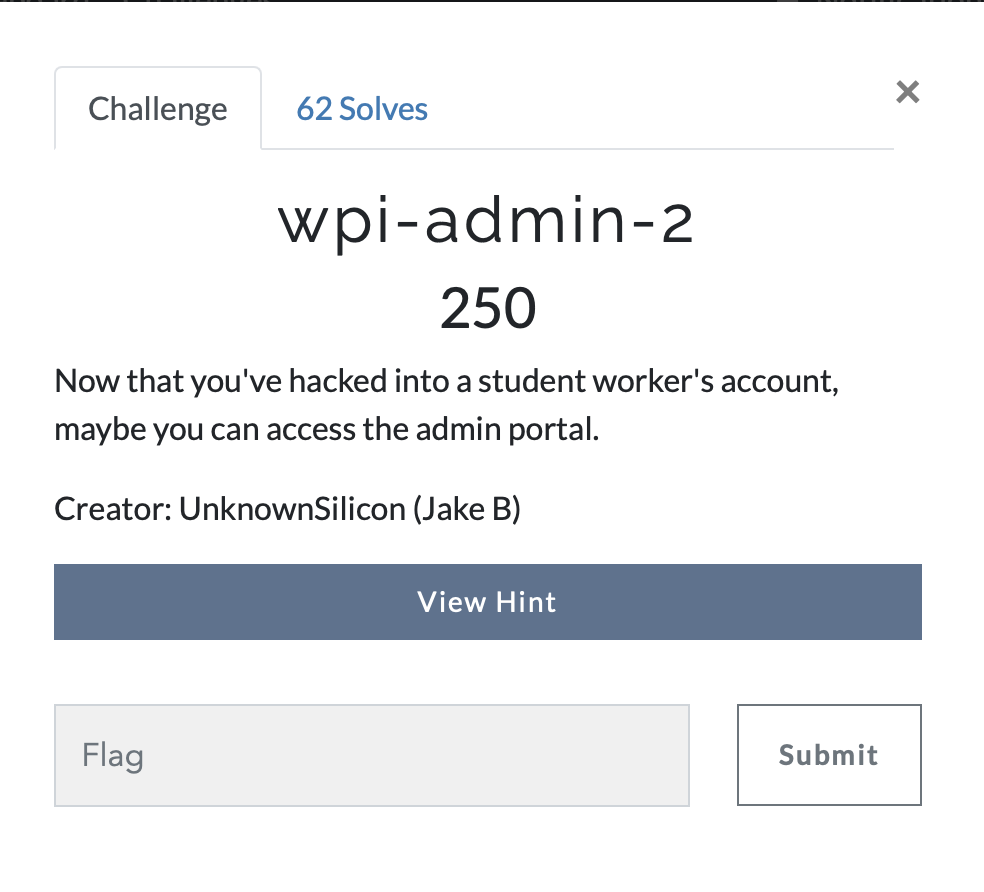 Challenge
62 Solves
×
wpi-admin-2
250
Now that you've hacked into a student worker's account,
maybe you can access the admin portal.
Creator: UnknownSilicon (Jake B)
View Hint
Flag
Submit